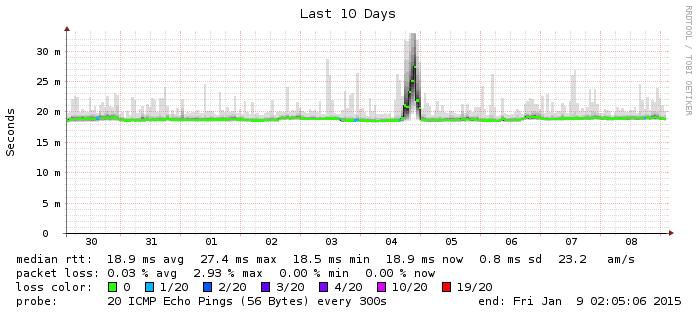 Last 10 Days
RRDTOOL / TOBI OETIKER
Seconds
30 m
25 m
20 m
15 m
10 m
5 m
0
30 31 01 02 03 04 05 06 07 08
median rtt: 18.9 ms avg 27.4 ms max 18.5 ms min 18.9 ms now 0.8 ms sd 23.2 am/s
packet loss: 0.03 % avg 2.93 % max 0.00 % min 0.00 % now
loss color: 0 1/20 2/20 3/20 4/20 10/20 19/20
probe: 20 ICMP Echo Pings (56 Bytes) every 300s end: Fri Jan 9 02:05:06 2015